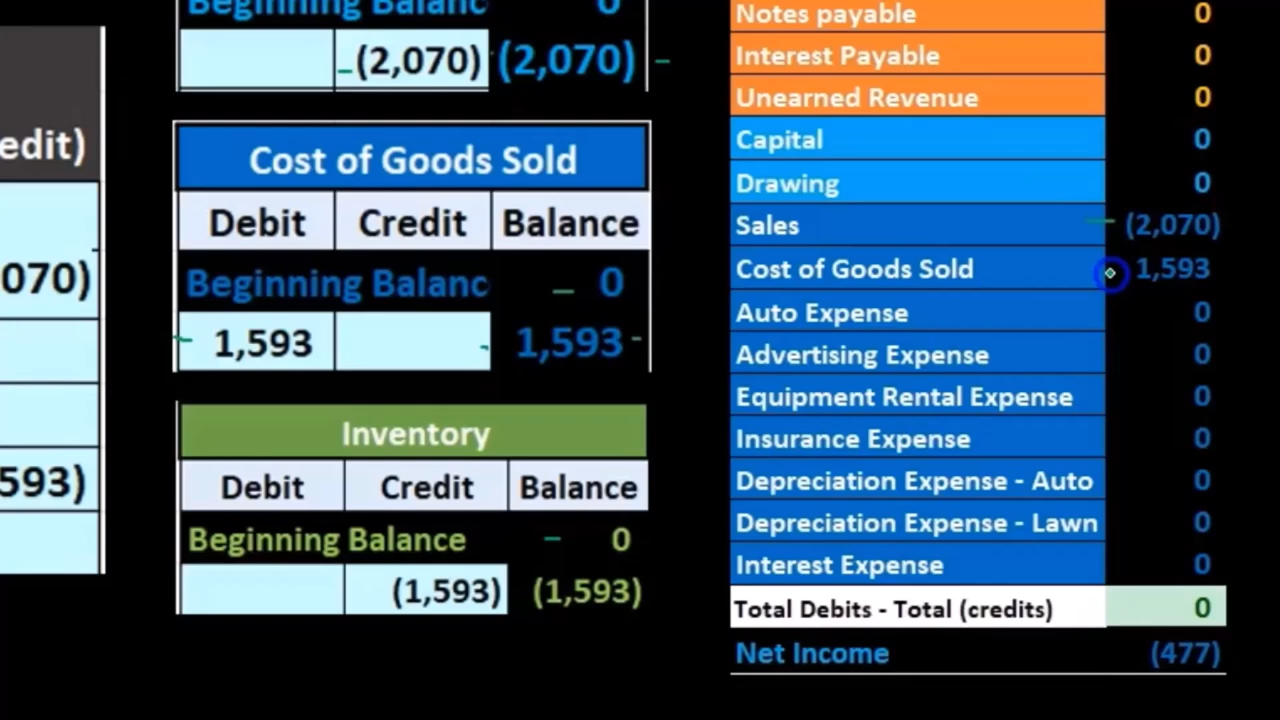 edit)
070)
593)
Beginning Balanc 0
(2,070) (2,070)
Cost of Goods Sold
Debit Credit Balance
Beginning Balanc 0
1,593 1,593
Inventory
Debit Credit Balance
Beginning Balance 0
(1,593) (1,593)
Notes payable 0
Interest Payable 0
Unearned Revenue 0
Capital 0
Drawing 0
Sales (2,070)
Cost of Goods Sold 1,593
Auto Expense 0
Advertising Expense 0
Equipment Rental Expense 0
Insurance Expense 0
Depreciation Expense - Auto 0
Depreciation Expense - Lawn 0
Interest Expense 0
Total Debits - Total (credits) 0
Net Income (477)